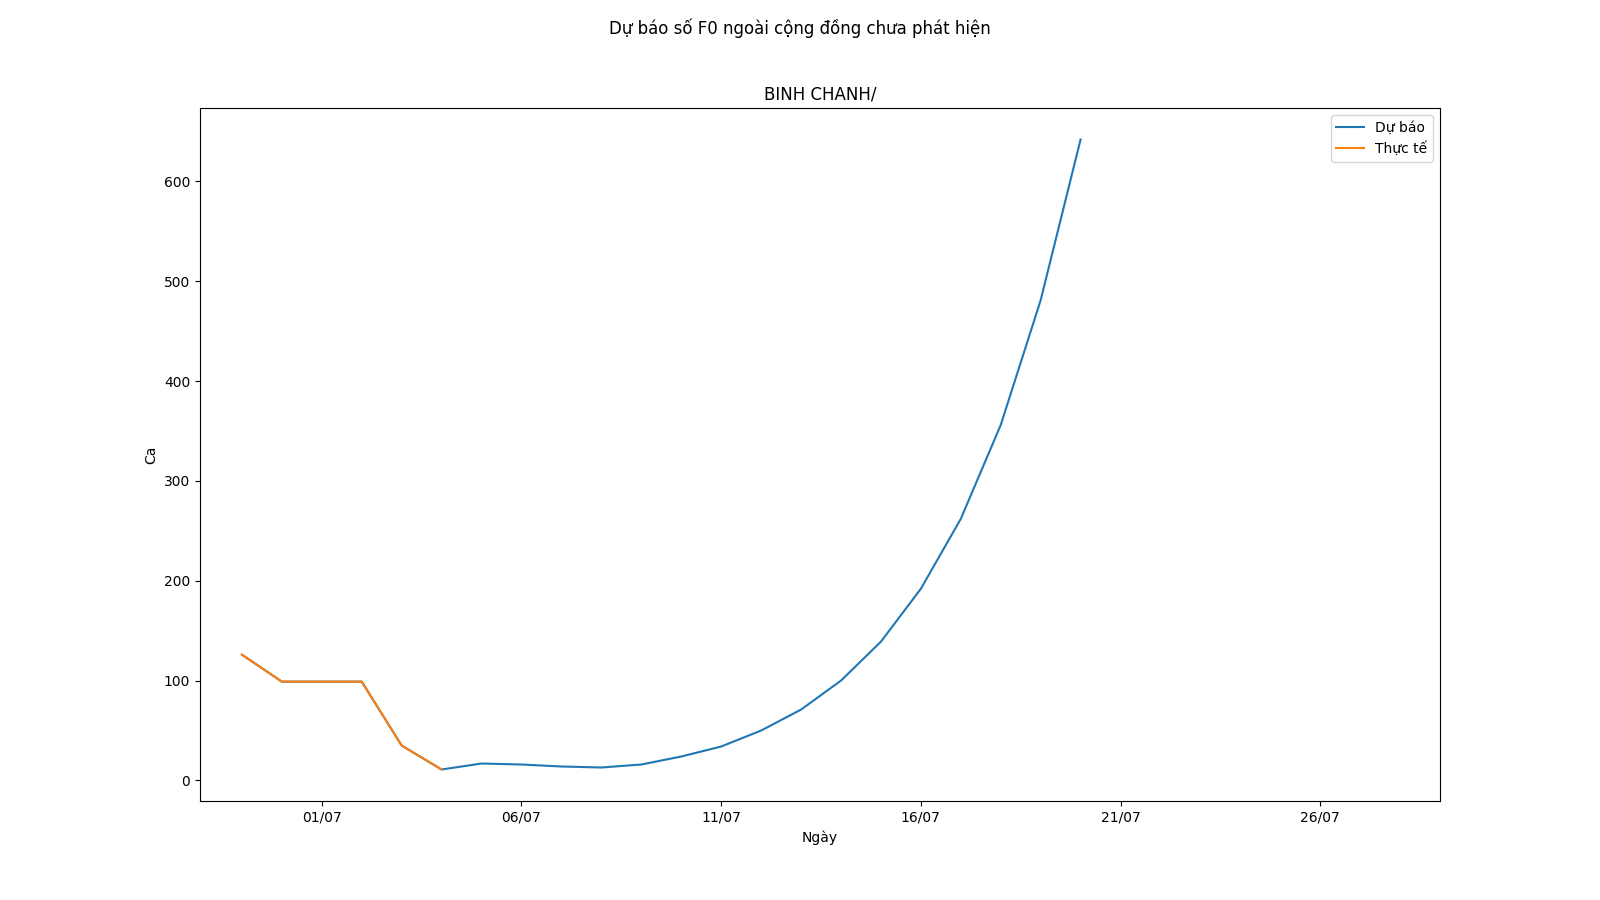 Dự báo số F0 ngoài cộng đồng chưa phát hiện
BINH CHANH/
Dự báo
Thực tế
600
500
400
300
200
100
0
Ca
01/07 06/07 11/07 16/07 21/07 26/07
Ngày